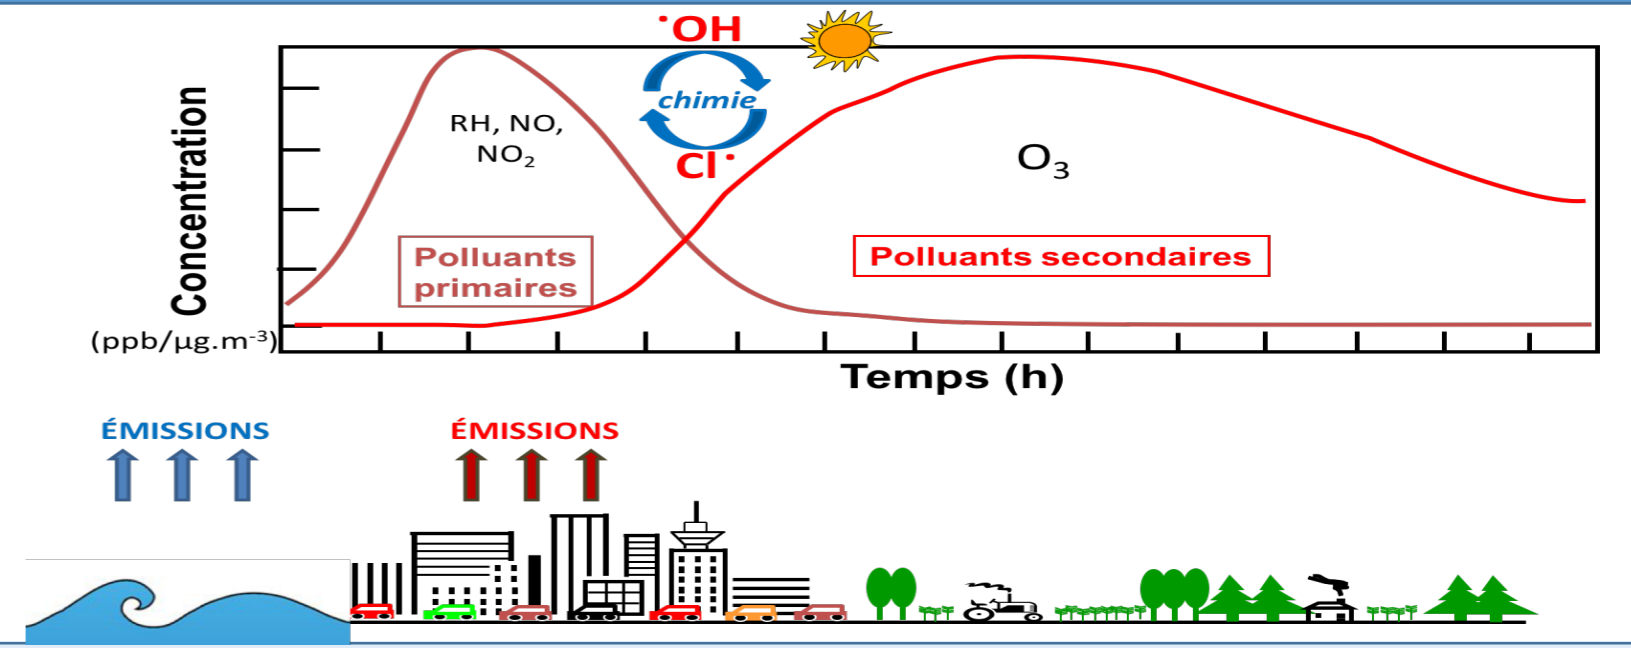 ˙OH
chimie
Cl˙
Concentration
(ppb/µg.m⁻³)
RH, NO,
NO₂
O₃
Polluants
primaires
Polluants secondaires
Temps (h)
ÉMISSIONS
ÉMISSIONS